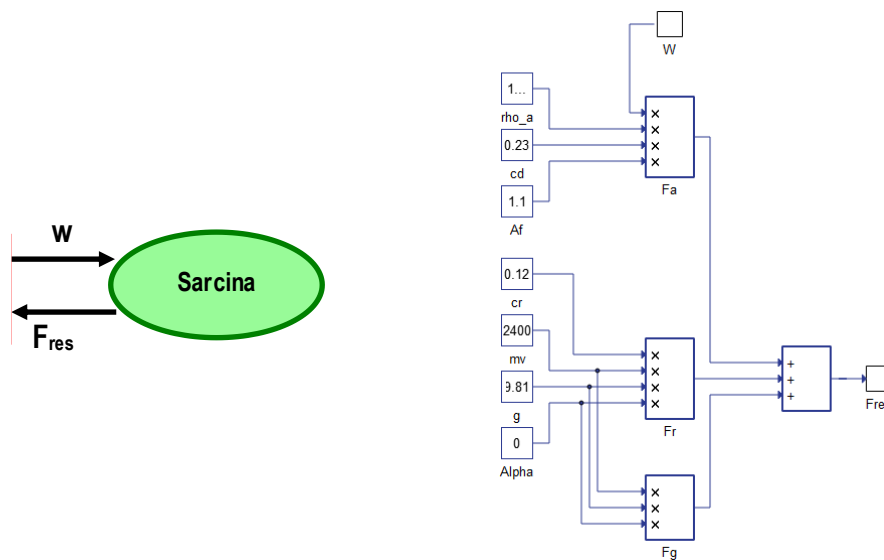 W
Sarcina
Fres
W
1...
rho_a
0.23
cd
1.1
Af
×
×
×
×
Fa
0.12
cr
2400
mv
9.81
g
0
Alpha
×
×
×
×
Fr
×
×
×
Fg
+
+
+
Fre